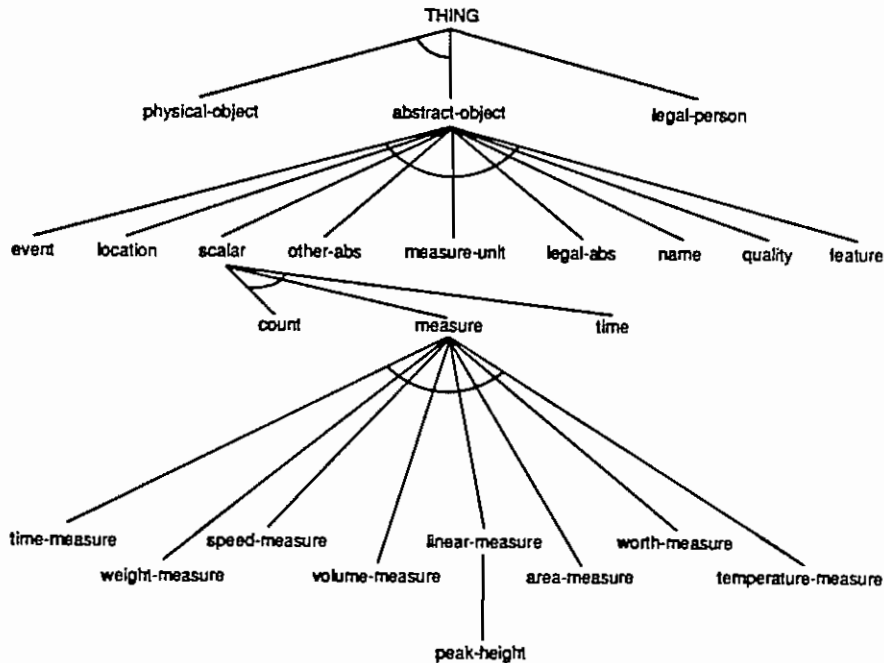 THING
physical-object abstract-object legal-person
event location scalar other-abs measure-unit legal-abs name quality feature
count measure time
time-measure speed-measure linear-measure worth-measure
weight-measure volume-measure area-measure temperature-measure
peak-height